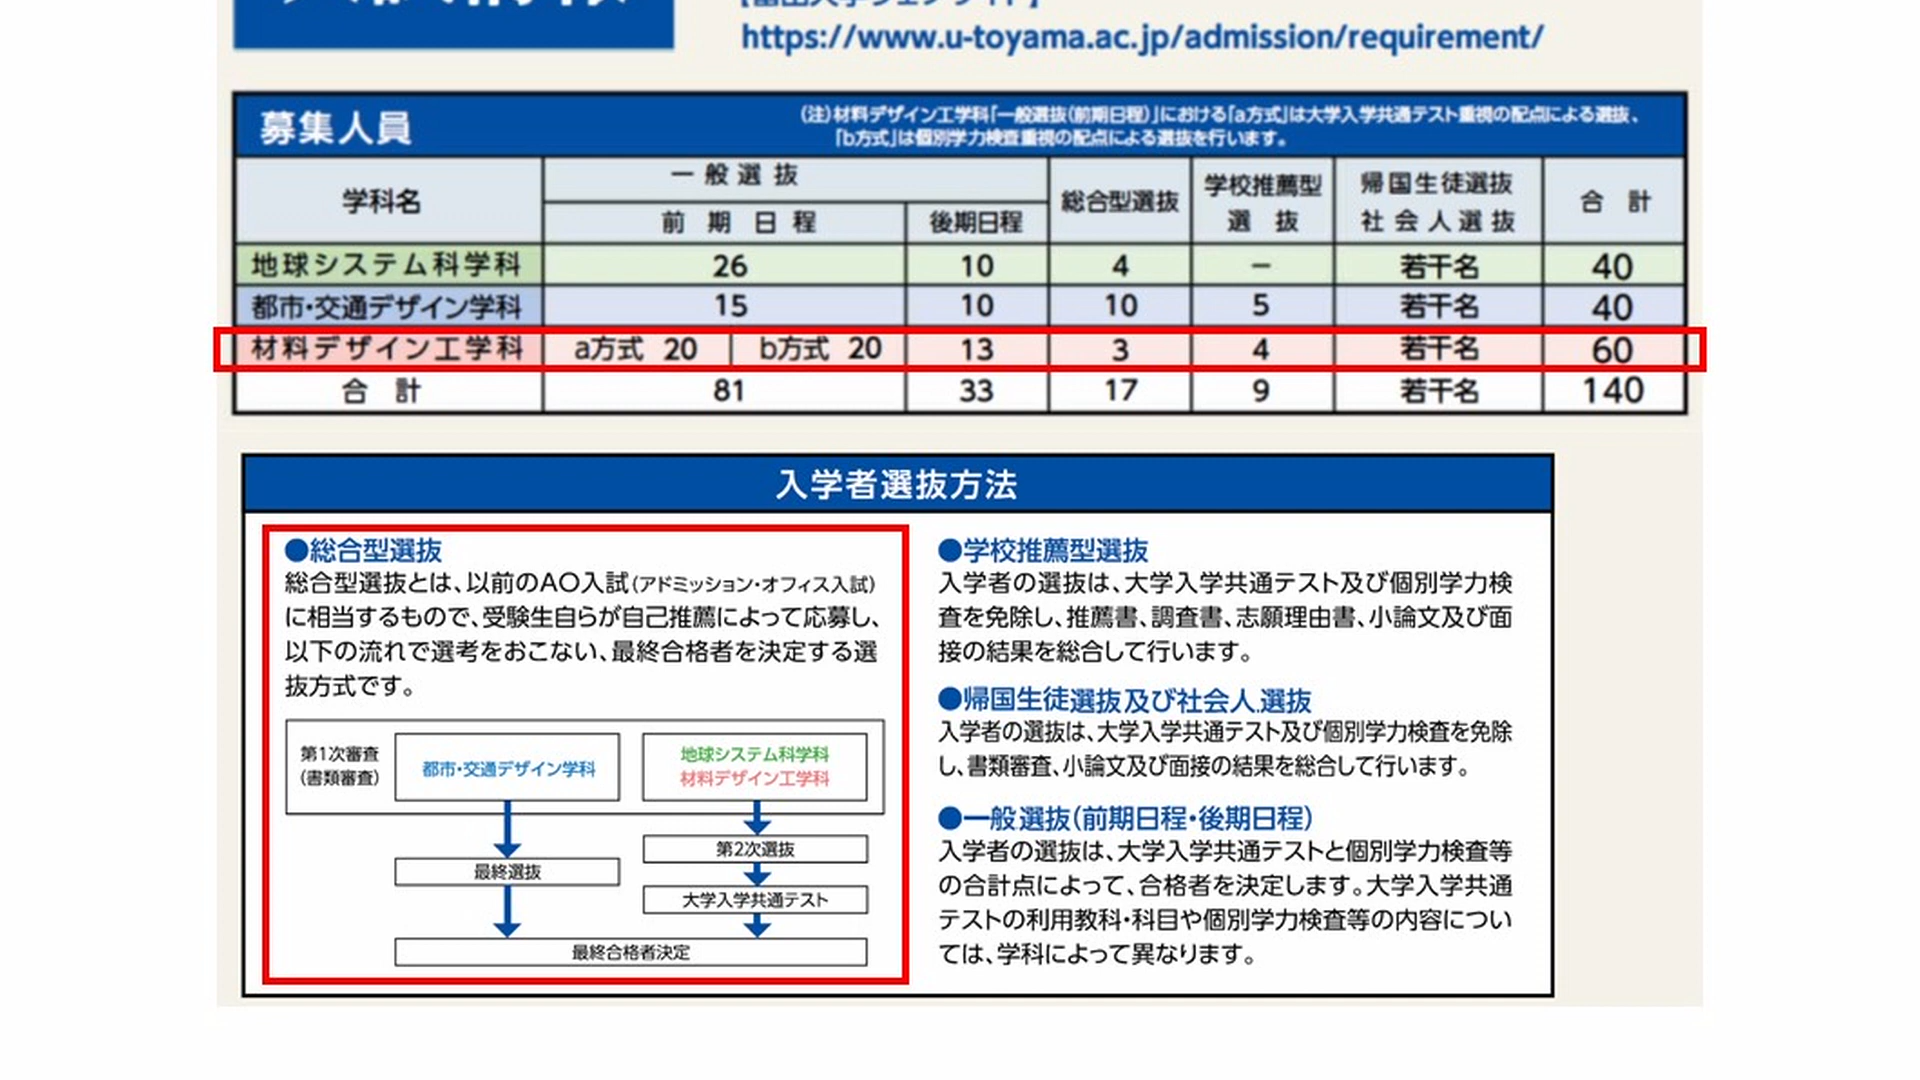 https://www.u-toyama.ac.jp/admission/requirement/
募集人員
(注)材料デザイン工学科「一般選抜(前期日程)」における「a方式」は大学入学共通テスト重視の配点による選抜、
「b方式」は個別学力検査重視の配点による選抜を行います。
学科名 一般選抜 総合型選抜 学校推薦型選抜 帰国生徒選抜 社会人選抜 合計
前期日程 後期日程
地球システム科学科 26 10 4 − 若干名 40
都市・交通デザイン学科 15 10 10 5 若干名 40
材料デザイン工学科 a方式 20 b方式 20 13 3 4 若干名 60
合計 81 33 17 9 若干名 140
入学者選抜方法
●総合型選抜
総合型選抜とは、以前のAO入試(アドミッション・オフィス入試)
に相当するもので、受験生自らが自己推薦によって応募し、
以下の流れで選考をおこない、最終合格者を決定する選
抜方式です。
第1次審査
(書類審査)
都市・交通デザイン学科
地球システム科学科
材料デザイン工学科
第2次選抜
最終選抜
大学入学共通テスト
最終合格者決定
●学校推薦型選抜
入学者の選抜は、大学入学共通テスト及び個別学力検
査を免除し、推薦書、調査書、志願理由書、小論文及び面
接の結果を総合して行います。
●帰国生徒選抜及び社会人選抜
入学者の選抜は、大学入学共通テスト及び個別学力検査を免除
し、書類審査、小論文及び面接の結果を総合して行います。
●一般選抜(前期日程・後期日程)
入学者の選抜は、大学入学共通テストと個別学力検査等
の合計点によって、合格者を決定します。大学入学共通
テストの利用教科・科目や個別学力検査等の内容につい
ては、学科によって異なります。